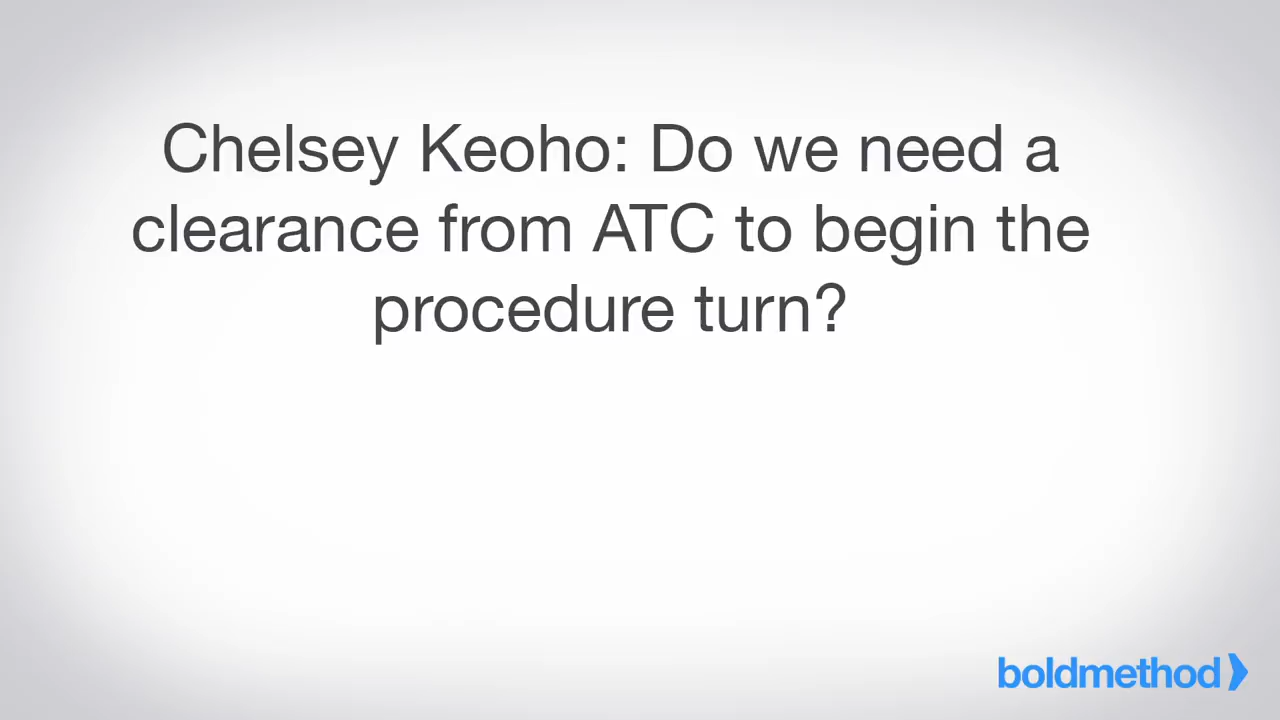 Chelsey Keoho: Do we need a
clearance from ATC to begin the
procedure turn?
boldmethod